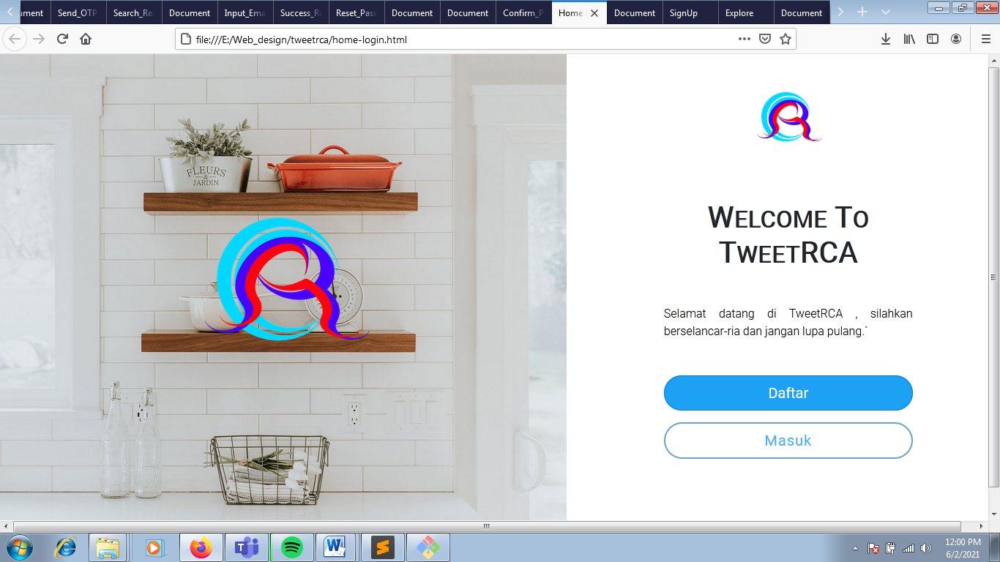 ument
Send_OTP
Search_Re
Document
Input_Ema
Success_R
Reset_Pass
Document
Document
Confirm_P
Home
Document
SignUp
Explore
Document
file:///E:/Web_design/tweetrca/home-login.html
FLEURS
&
JARDIN
Welcome To
TweetRCA
Selamat datang di TweetRCA , silahkan
berselancar-ria dan jangan lupa pulang.`
Daftar
Masuk
12:00 PM
6/2/2021